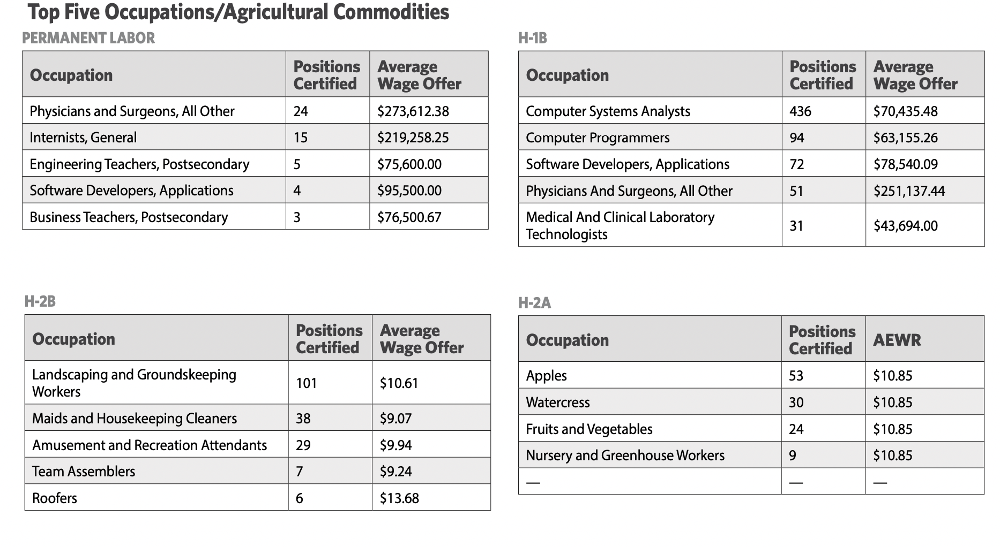 Top Five Occupations/Agricultural Commodities
PERMANENT LABOR
Occupation Positions Certified Average Wage Offer
Physicians and Surgeons, All Other 24 $273,612.38
Internists, General 15 $219,258.25
Engineering Teachers, Postsecondary 5 $75,600.00
Software Developers, Applications 4 $95,500.00
Business Teachers, Postsecondary 3 $76,500.67
H-1B
Occupation Positions Certified Average Wage Offer
Computer Systems Analysts 436 $70,435.48
Computer Programmers 94 $63,155.26
Software Developers, Applications 72 $78,540.09
Physicians And Surgeons, All Other 51 $251,137.44
Medical And Clinical Laboratory Technologists 31 $43,694.00
H-2B
Occupation Positions Certified Average Wage Offer
Landscaping and Groundskeeping Workers 101 $10.61
Maids and Housekeeping Cleaners 38 $9.07
Amusement and Recreation Attendants 29 $9.94
Team Assemblers 7 $9.24
Roofers 6 $13.68
H-2A
Occupation Positions Certified AEWR
Apples 53 $10.85
Watercress 30 $10.85
Fruits and Vegetables 24 $10.85
Nursery and Greenhouse Workers 9 $10.85
— — —